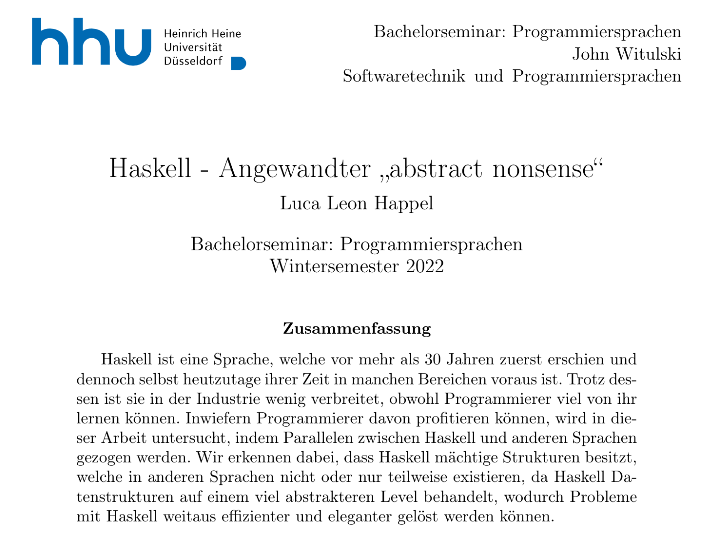 hhu
Heinrich Heine
Universität
Düsseldorf
Bachelorseminar: Programmiersprachen
John Witulski
Softwaretechnik und Programmiersprachen
Haskell - Angewandter „abstract nonsense“
Luca Leon Happel
Bachelorseminar: Programmiersprachen
Wintersemester 2022
Zusammenfassung
Haskell ist eine Sprache, welche vor mehr als 30 Jahren zuerst erschien und
dennoch selbst heutzutage ihrer Zeit in manchen Bereichen voraus ist. Trotz des-
sen ist sie in der Industrie wenig verbreitet, obwohl Programmierer viel von ihr
lernen können. Inwiefern Programmierer davon profitieren können, wird in die-
ser Arbeit untersucht, indem Parallelen zwischen Haskell und anderen Sprachen
gezogen werden. Wir erkennen dabei, dass Haskell mächtige Strukturen besitzt,
welche in anderen Sprachen nicht oder nur teilweise existieren, da Haskell Da-
tenstrukturen auf einem viel abstrakteren Level behandelt, wodurch Probleme
mit Haskell weitaus effizienter und eleganter gelöst werden können.